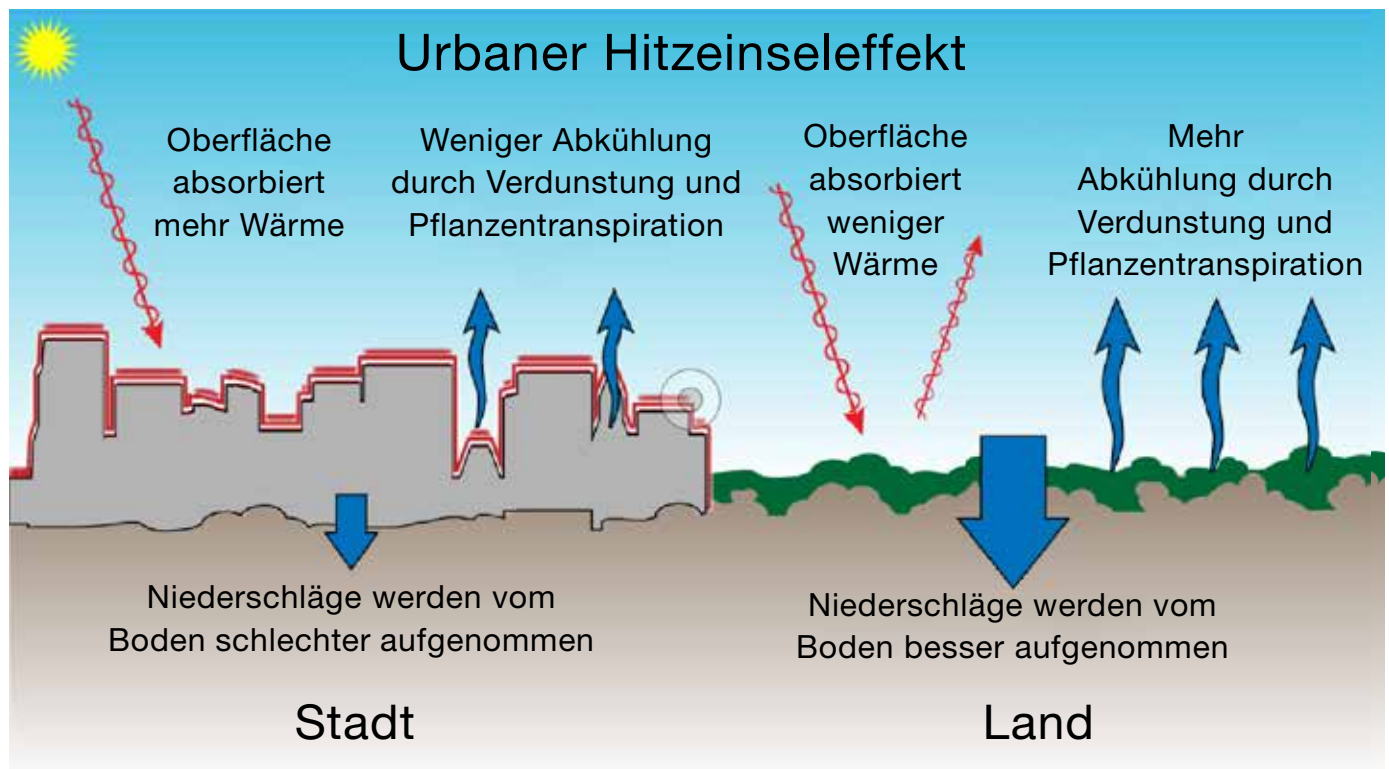 Urbaner Hitzeinseleffekt
Oberfläche
absorbiert
mehr Wärme
Weniger Abkühlung
durch Verdunstung und
Pflanzentranspiration
Oberfläche
absorbiert
weniger
Wärme
Mehr
Abkühlung durch
Verdunstung und
Pflanzentranspiration
Niederschläge werden vom
Boden schlechter aufgenommen
Niederschläge werden vom
Boden besser aufgenommen
Stadt
Land